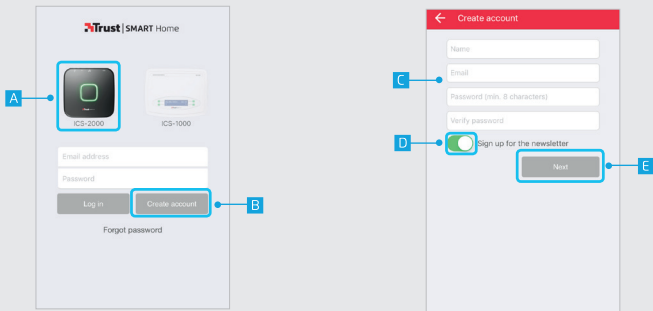 Trust | SMART Home
A
ICS-2000
ICS-1000
Email address
Password
Log in
Create account
B
Forgot password
Create account
Name
Email
C
Password (min. 8 characters)
Verify password
D
Sign up for the newsletter
Next
E